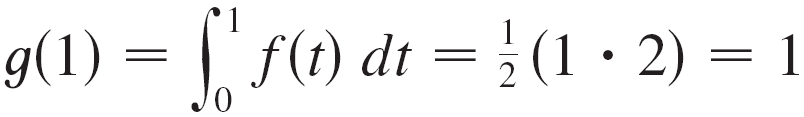 g(1) = ∫₀¹ f(t) dt = ½ (1 · 2) = 1